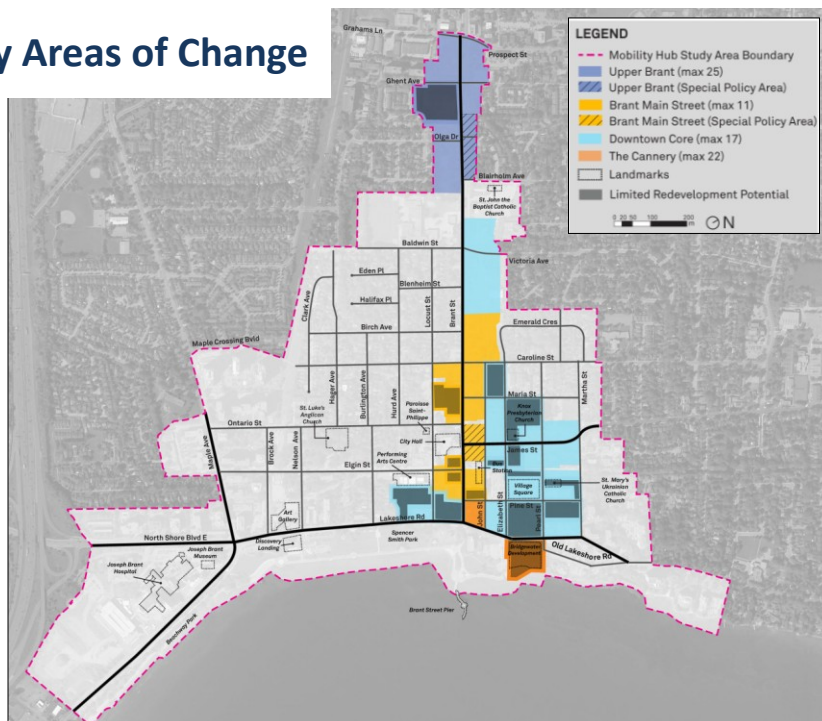 y Areas of Change
LEGEND
Mobility Hub Study Area Boundary
Upper Brant (max 25)
Upper Brant (Special Policy Area)
Brant Main Street (max 11)
Brant Main Street (Special Policy Area)
Downtown Core (max 17)
The Cannery (max 22)
Landmarks
Limited Redevelopment Potential
0 20 50 100 200
m
N
Grahams Ln
Prospect St
Ghent Ave
Olga Dr
Blairholm Ave
St. John the
Baptist Catholic
Church
Baldwin St
Victoria Ave
Eden Pl
Blenheim St
Clark Ave
Halifax Pl
Locust St
Brant St
Birch Ave
Emerald Cres
Maple Crossing Blvd
Caroline St
Hager Ave
Burlington Ave
Hurd Ave
Maria St
Martha St
St. Luke's
Anglican
Church
Paroisse
Saint-
Philippe
Knox
Presbyterian
Church
Ontario St
Maple Ave
Brock Ave
Nelson Ave
City Hall
James St
Performing
Arts Centre
Elgin St
Fire
Station
Elizabeth St
Village
Square
St. Mary's
Ukrainian
Catholic
Church
Art
Gallery
Lakeshore Rd
John St
Pine St
Pearl St
North Shore Blvd E
Discovery
Landing
Spencer
Smith Park
Bridgewater
Development
Old Lakeshore Rd
Joseph Brant
Museum
Joseph Brant
Hospital
Beachway Park
Brant Street Pier